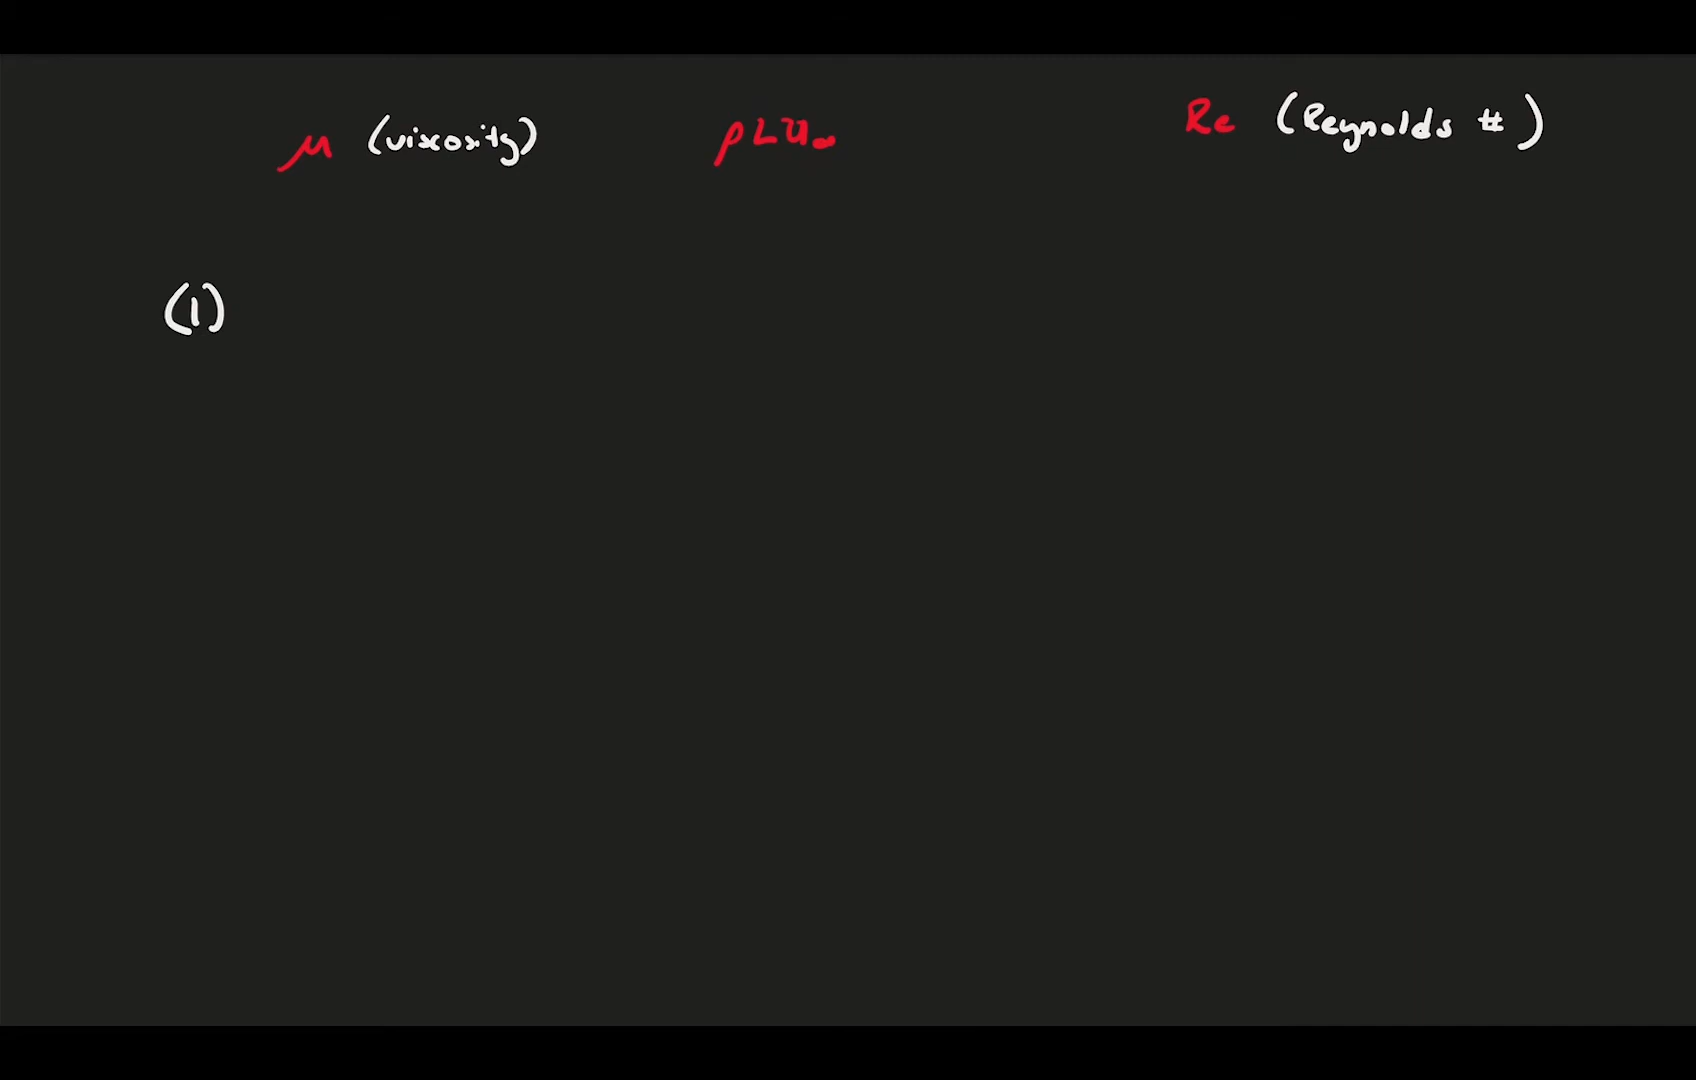 μ (viscosity) ρLU∞ Re (Reynolds #)
(1)